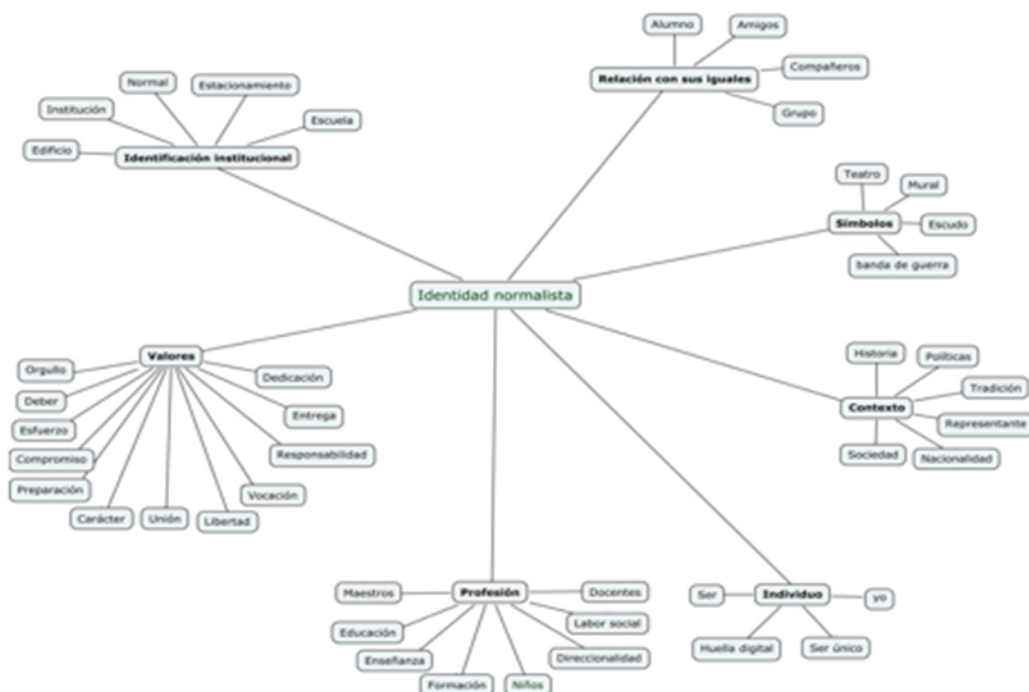 Alumno
Amigos
Compañeros
Relación con sus iguales
Grupo
Normal
Estacionamiento
Institución
Escuela
Edificio
Identificación institucional
Teatro
Mural
Símbolos
Escudo
banda de guerra
Identidad normalista
Valores
Orgullo
Dedicación
Deber
Entrega
Esfuerzo
Responsabilidad
Compromiso
Preparación
Vocación
Carácter
Unión
Libertad
Historia
Políticas
Tradición
Contexto
Representante
Sociedad
Nacionalidad
Maestros
Profesión
Docentes
Educación
Labor social
Enseñanza
Direccionalidad
Formación
Niños
Ser
Individuo
yo
Huella digital
Ser único